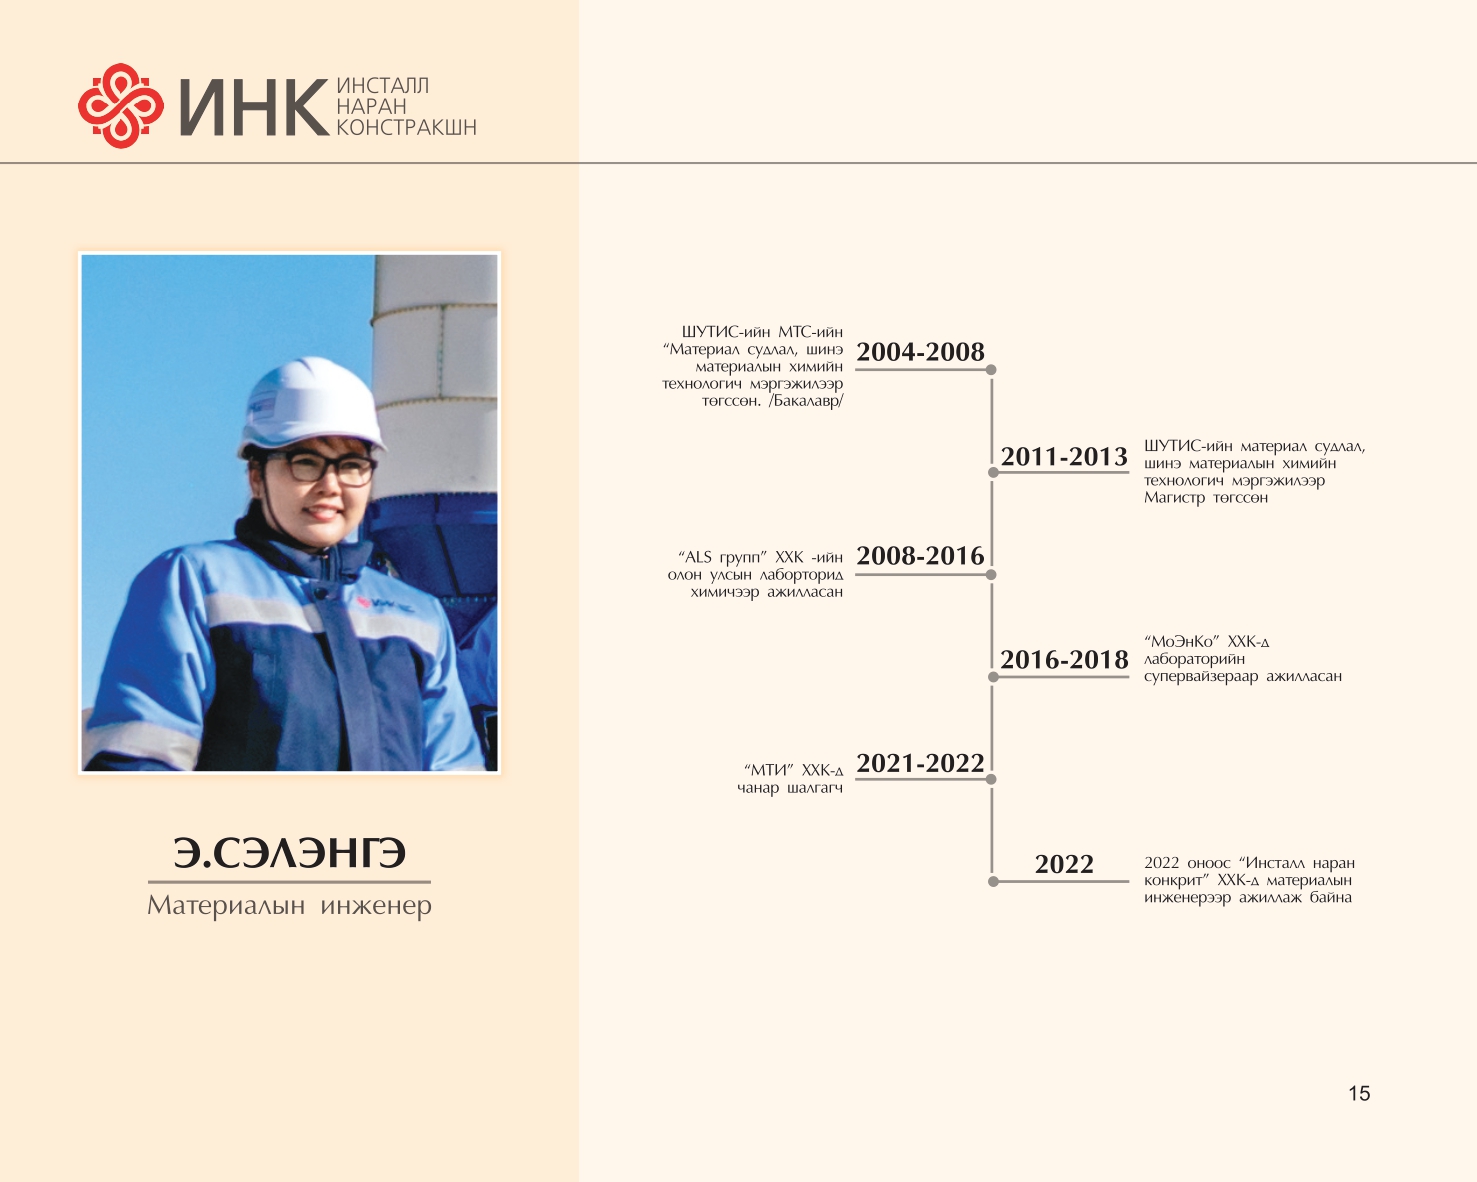 ИНК
ИНСТАЛЛ
НАРАН
КОНСТРАКШН
Э.СЭЛЭНГЭ
Материалын инженер
ШУТИС-ийн МТС-ийн
“Материал судлал, шинэ
материалын химийн
технологич мэргэжилээр
төгссөн. /Бакалавр/
2004-2008
2011-2013
ШУТИС-ийн материал судлал,
шинэ материалын химийн
технологич мэргэжилээр
Магистр төгссөн
“ALS групп” ХХК -ийн
олон улсын лаборторид
химичээр ажилласан
2008-2016
2016-2018
“МоЭнКо” ХХК-д
лабораторийн
супервайзераар ажилласан
“МТИ” ХХК-д
чанар шалгагч
2021-2022
2022
2022 оноос “Инсталл наран
конкрит” ХХК-д материалын
инженерээр ажиллаж байна
15